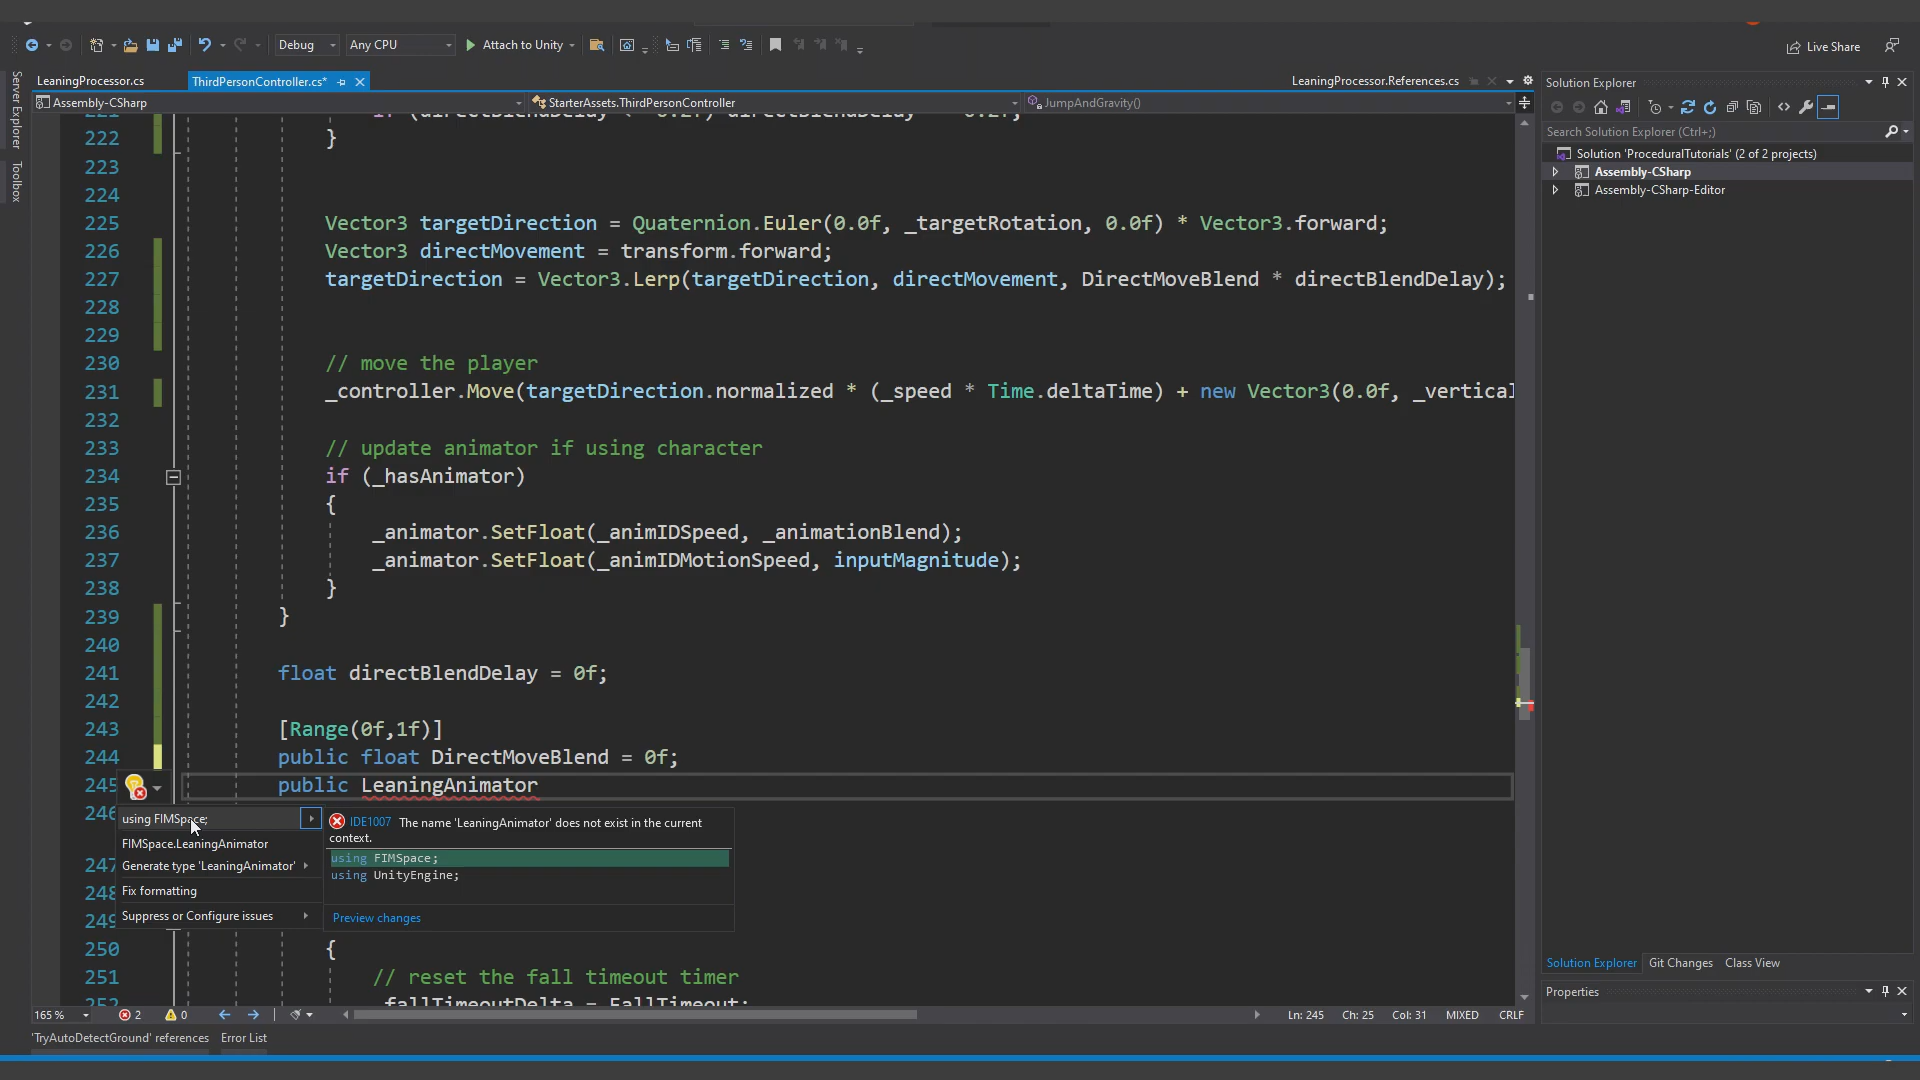 Debug
Any CPU
Attach to Unity
Live Share
LeaningProcessor.cs
ThirdPersonController.cs*
LeaningProcessor.References.cs
Assembly-CSharp
StarterAssets.ThirdPersonController
JumpAndGravity()
Server Explorer
Toolbox
222 }
223
224
225 Vector3 targetDirection = Quaternion.Euler(0.0f, _targetRotation, 0.0f) * Vector3.forward;
226 Vector3 directMovement = transform.forward;
227 targetDirection = Vector3.Lerp(targetDirection, directMovement, DirectMoveBlend * directBlendDelay);
228
229
230 // move the player
231 _controller.Move(targetDirection.normalized * (_speed * Time.deltaTime) + new Vector3(0.0f, _vertical
232
233 // update animator if using character
234 if (_hasAnimator)
235 {
236 _animator.SetFloat(_animIDSpeed, _animationBlend);
237 _animator.SetFloat(_animIDMotionSpeed, inputMagnitude);
238 }
239 }
240
241 float directBlendDelay = 0f;
242
243 [Range(0f,1f)]
244 public float DirectMoveBlend = 0f;
245 public LeaningAnimator
246
using FIMSpace;
FIMSpace.LeaningAnimator
Generate type 'LeaningAnimator'
Fix formatting
Suppress or Configure issues
IDE1007 The name 'LeaningAnimator' does not exist in the current
context.
using FIMSpace;
using UnityEngine;
Preview changes
247
248
249
250 {
251 // reset the fall timeout timer
252 _fallTimeoutDelta = FallTimeout;
165 %
2
0
Ln: 245
Ch: 25
Col: 31
MIXED
CRLF
'TryAutoDetectGround' references
Error List
Solution Explorer
Search Solution Explorer (Ctrl+;)
Solution 'ProceduralTutorials' (2 of 2 projects)
Assembly-CSharp
Assembly-CSharp-Editor
Solution Explorer
Git Changes
Class View
Properties